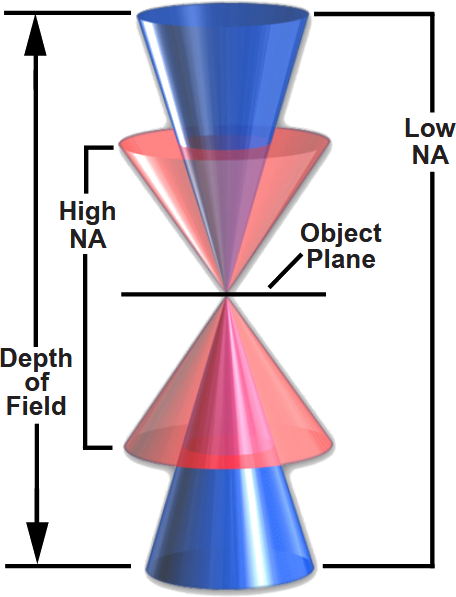 Low
NA
High
NA
Object
Plane
Depth
of
Field